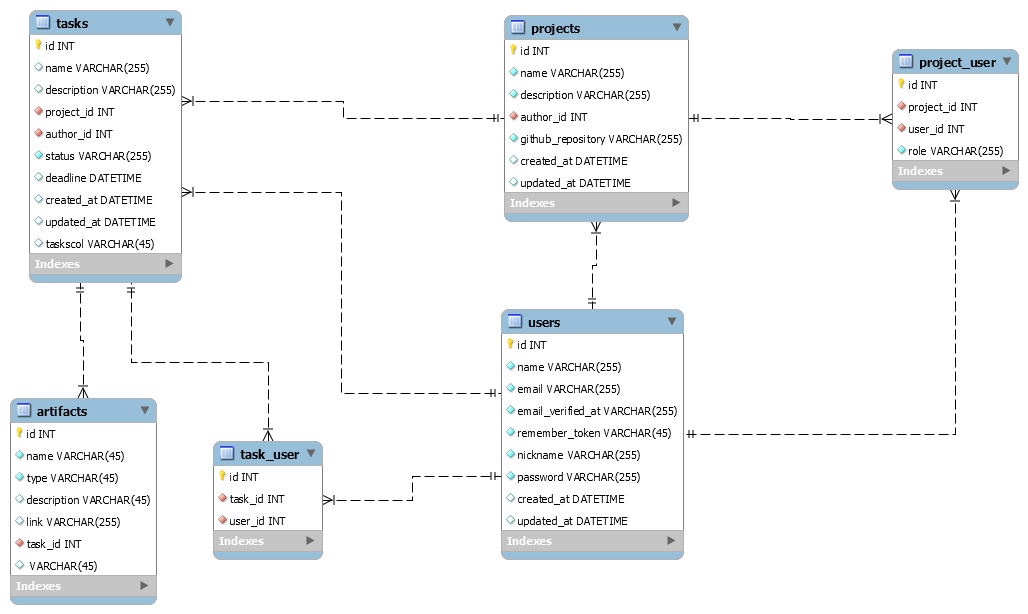 tasks
id INT
name VARCHAR(255)
description VARCHAR(255)
project_id INT
author_id INT
status VARCHAR(255)
deadline DATETIME
created_at DATETIME
updated_at DATETIME
taskscol VARCHAR(45)
Indexes
projects
id INT
name VARCHAR(255)
description VARCHAR(255)
author_id INT
github_repository VARCHAR(255)
created_at DATETIME
updated_at DATETIME
Indexes
project_user
id INT
project_id INT
user_id INT
role VARCHAR(255)
Indexes
users
id INT
name VARCHAR(255)
email VARCHAR(255)
email_verified_at VARCHAR(255)
remember_token VARCHAR(45)
nickname VARCHAR(255)
password VARCHAR(255)
created_at DATETIME
updated_at DATETIME
Indexes
artifacts
id INT
name VARCHAR(45)
type VARCHAR(45)
description VARCHAR(45)
link VARCHAR(255)
task_id INT
VARCHAR(45)
Indexes
task_user
id INT
task_id INT
user_id INT
Indexes